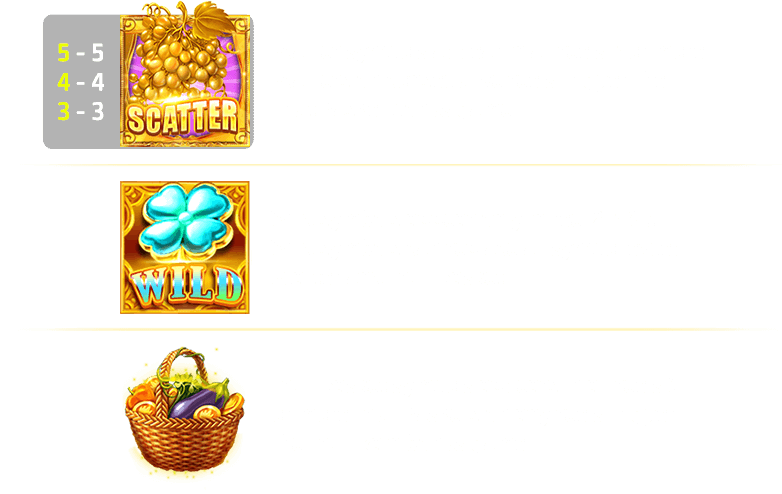 5 - 5
4 - 4
3 - 3
SCATTER
WILD